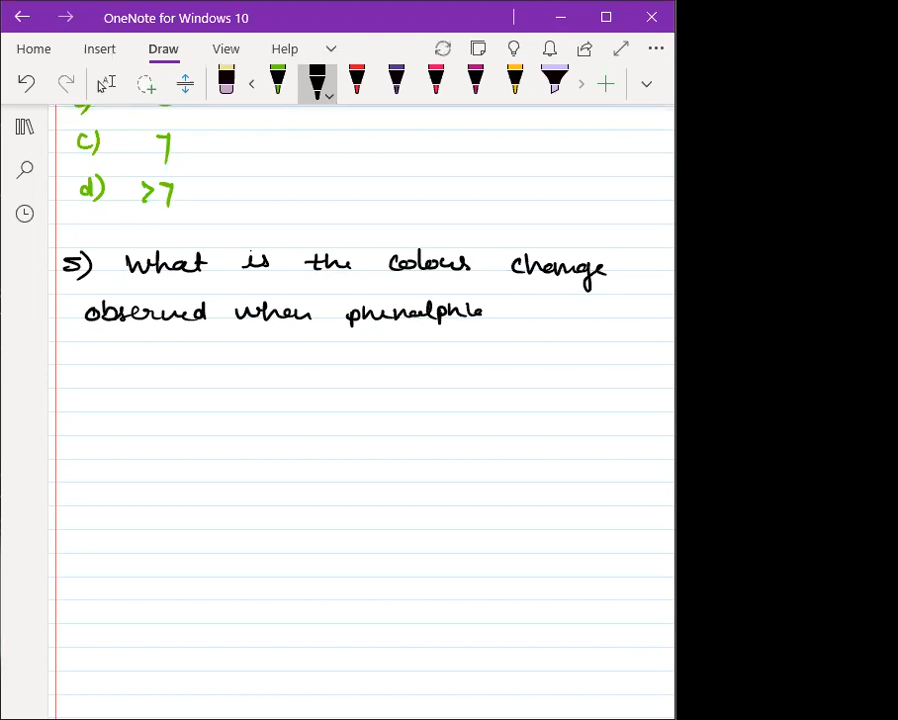 OneNote for Windows 10
Home Insert Draw View Help
c) 7
d) >7
5) What is the colour change
observed when phenolphtha